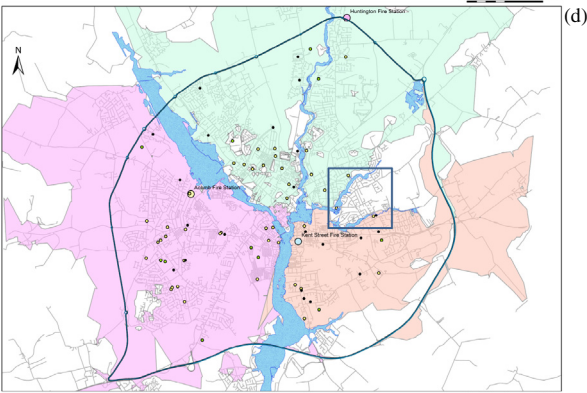 Huntington Fire Station
(d)
N
Acomb Fire Station
Kent Street Fire Station